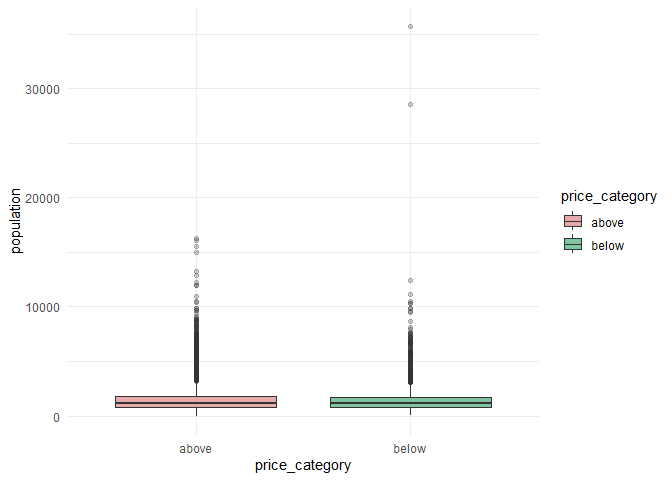 30000
20000
10000
0
population
above
below
price_category
price_category
above
below